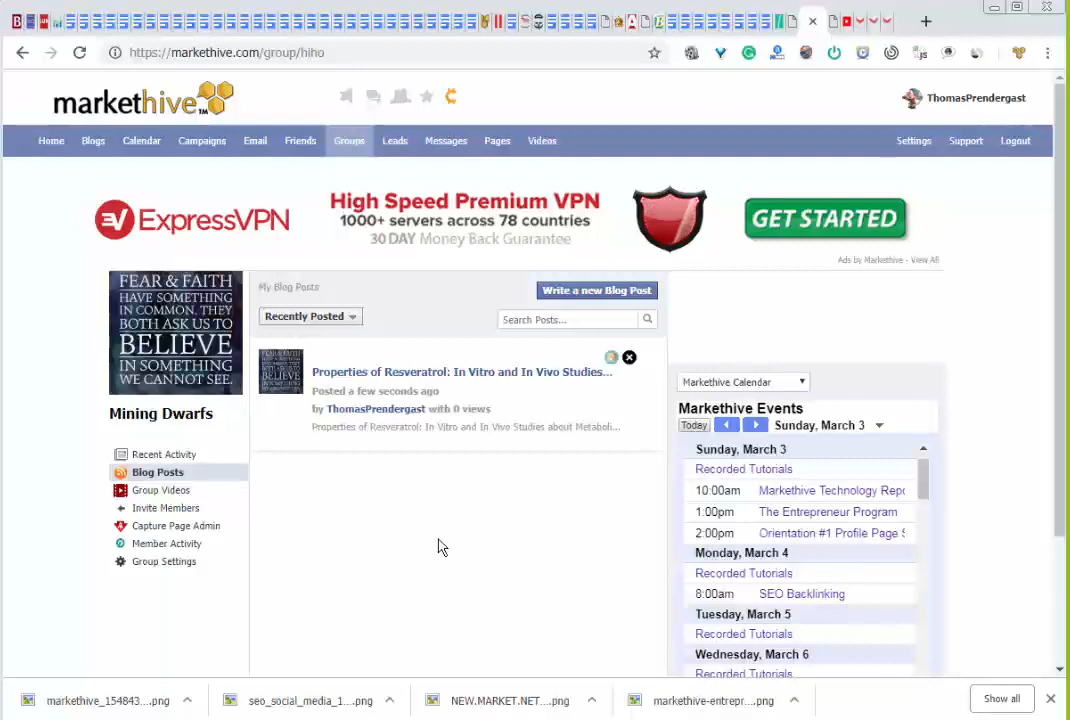 https://markethive.com/group/hiho
markethive™
ThomasPrendergast
Home Blogs Calendar Campaigns Email Friends Groups Leads Messages Pages Videos Settings Support Logout
ExpressVPN
High Speed Premium VPN
1000+ servers across 78 countries
30 DAY Money Back Guarantee
GET STARTED
Ads by Markethive - View All
FEAR & FAITH
HAVE SOMETHING
IN COMMON. THEY
BOTH ASK US TO
BELIEVE
IN SOMETHING
WE CANNOT SEE.
Mining Dwarfs
Recent Activity
Blog Posts
Group Videos
Invite Members
Capture Page Admin
Member Activity
Group Settings
My Blog Posts
Write a new Blog Post
Recently Posted
Search Posts...
Properties of Resveratrol: In Vitro and In Vivo Studies...
Posted a few seconds ago
by ThomasPrendergast with 0 views
Properties of Resveratrol: In Vitro and In Vivo Studies about Metaboli...
Markethive Calendar
Markethive Events
Today Sunday, March 3
Sunday, March 3
Recorded Tutorials
10:00am Markethive Technology Repo
1:00pm The Entrepreneur Program
2:00pm Orientation #1 Profile Page S
Monday, March 4
Recorded Tutorials
8:00am SEO Backlinking
Tuesday, March 5
Recorded Tutorials
Wednesday, March 6
Recorded Tutorials
markethive_154843....png
seo_social_media_1....png
NEW.MARKET.NET....png
markethive-entrepr....png
Show all